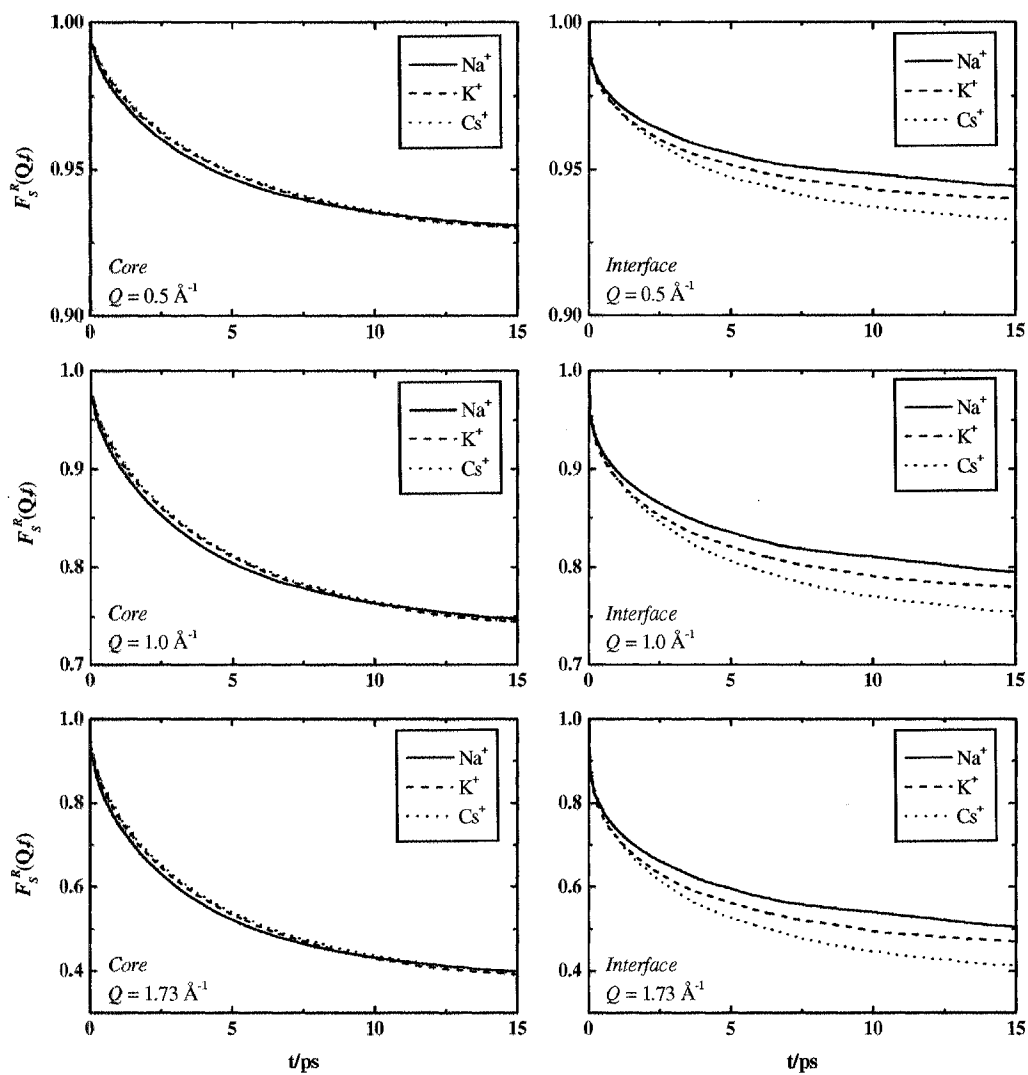 1.00
0.95
0.90
F_S^R(Q,t)
Na⁺
K⁺
Cs⁺
Core
Q = 0.5 Å⁻¹
0 5 10 15
Na⁺
K⁺
Cs⁺
1.00
0.95
0.90
Interface
Q = 0.5 Å⁻¹
0 5 10 15
1.0
0.9
0.8
0.7
F_S^R(Q,t)
Na⁺
K⁺
Cs⁺
Core
Q = 1.0 Å⁻¹
0 5 10 15
1.0
0.9
0.8
0.7
Na⁺
K⁺
Cs⁺
Interface
Q = 1.0 Å⁻¹
0 5 10 15
1.0
0.8
0.6
0.4
F_S^R(Q,t)
Na⁺
K⁺
Cs⁺
Core
Q = 1.73 Å⁻¹
0 5 10 15
t/ps
1.0
0.8
0.6
0.4
Na⁺
K⁺
Cs⁺
Interface
Q = 1.73 Å⁻¹
0 5 10 15
t/ps